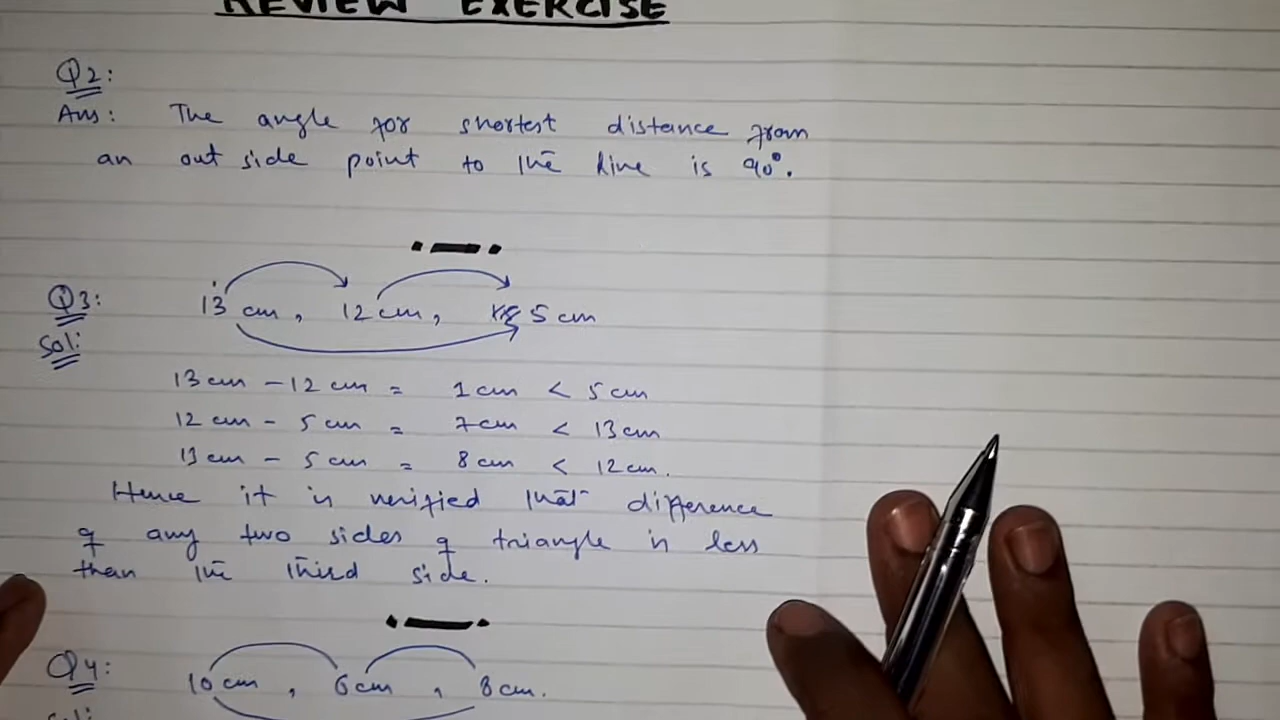 REVIEW EXERCISE
Q2:
Ans: The angle for shortest distance from
an out side point to the line is 90°.
Q3: 13 cm, 12 cm, 5 cm
Sol:
13 cm - 12 cm = 1 cm < 5 cm
12 cm - 5 cm = 7 cm < 13 cm
13 cm - 5 cm = 8 cm < 12 cm.
Hence it is verified that difference
of any two sides of triangle is less
than the third side.
Q4: 10 cm, 6 cm, 8 cm.
Sol: